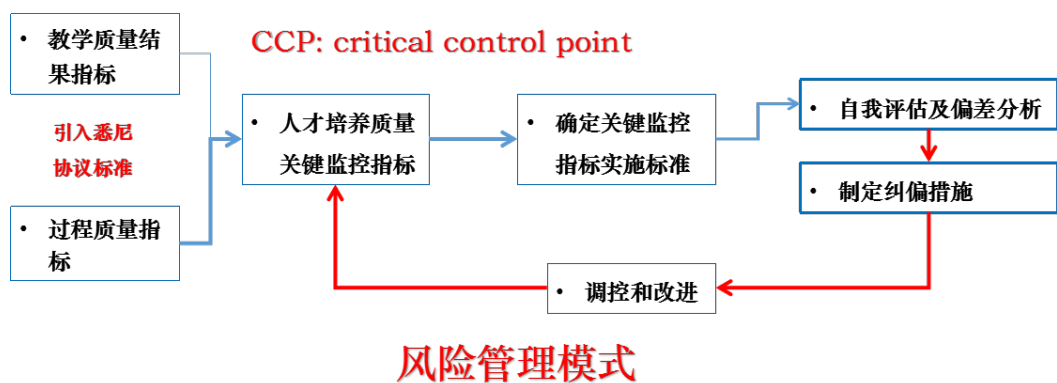 • 教学质量结
果指标
CCP: critical control point
引入悉尼
协议标准
• 过程质量指
标
• 人才培养质量
关键监控指标
• 确定关键监控
指标实施标准
• 自我评估及偏差分析
• 制定纠偏措施
• 调控和改进
风险管理模式